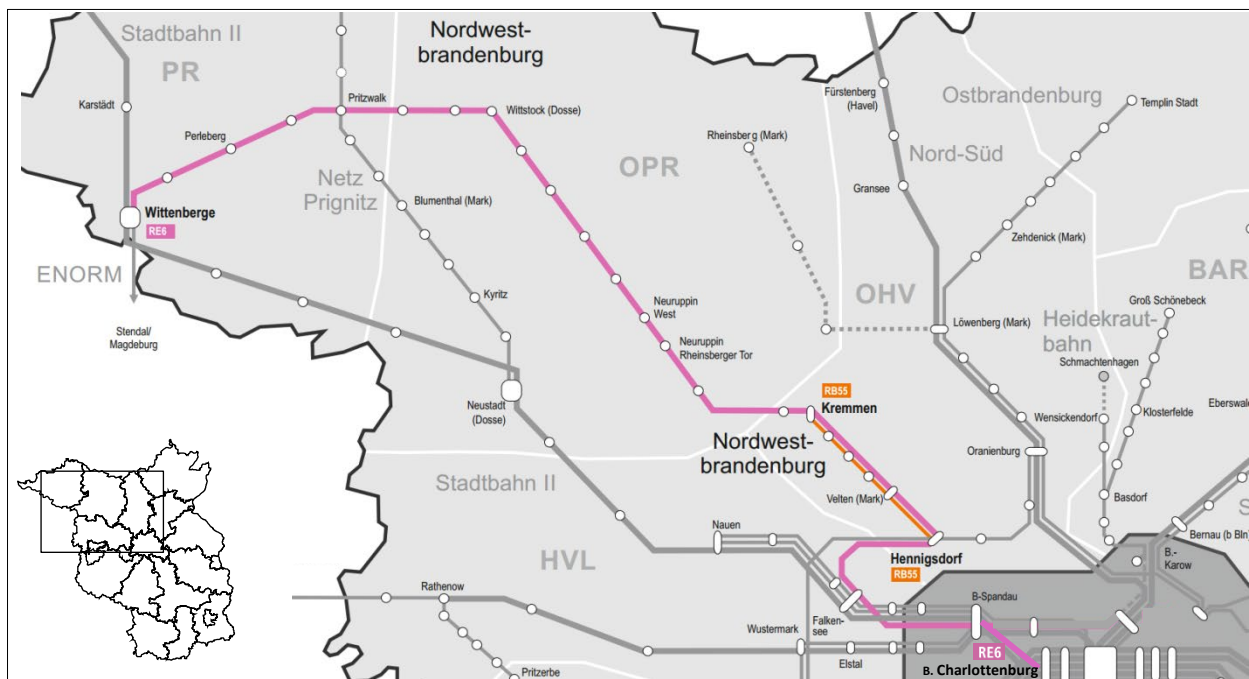 Stadtbahn II
PR
Nordwest-
brandenburg
Karstädt
Pritzwalk
Wittstock (Dosse)
Perleberg
Fürstenberg
(Havel)
Ostbrandenburg
Templin Stadt
Rheinsberg (Mark)
OPR
Nord-Süd
Netz
Prignitz
Gransee
Blumenthal (Mark)
Wittenberge
RE6
Zehdenick (Mark)
ENORM
BAR
OHV
Kyritz
Neuruppin
West
Groß Schönebeck
Stendal/
Magdeburg
Löwenberg (Mark)
Heidekraut-
bahn
Neuruppin
Rheinsberger Tor
Schmachtenhagen
RB55
Kremmen
Neustadt
(Dosse)
Wensickendorf
Klosterfelde
Eberswal
Nordwest-
brandenburg
Oranienburg
Stadtbahn II
Velten (Mark)
Basdorf
S
Nauen
Bernau (b Bln)
HVL
Hennigsdorf
RB55
B.-
Karow
Rathenow
B-Spandau
Falken-
see
Wustermark
Elstal
RE6
Pritzerbe
B. Charlottenburg